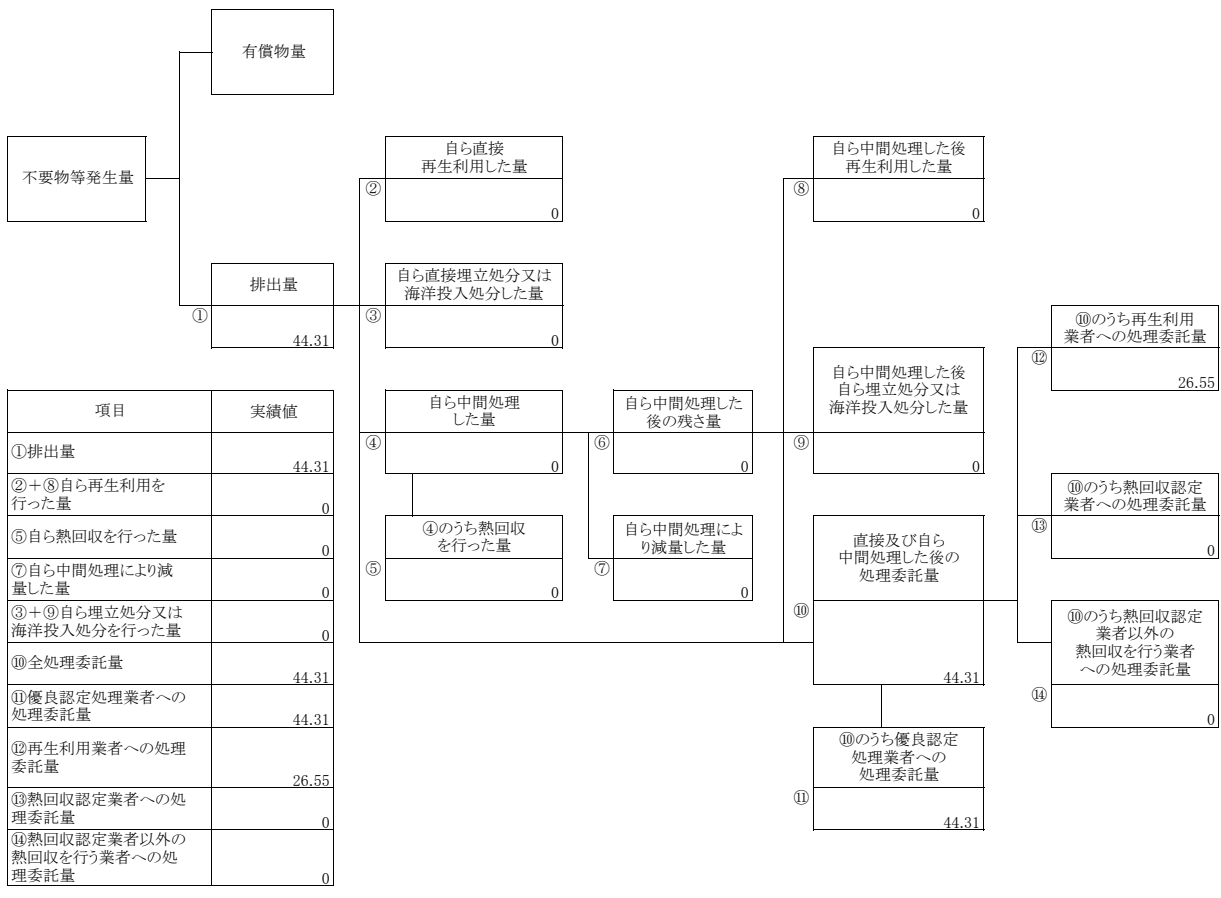 有償物量
不要物等発生量
排出量
①
44.31
自ら直接
再生利用した量
②
0
自ら直接埋立処分又は
海洋投入処分した量
③
0
自ら中間処理
した量
④
0
④のうち熱回収
を行った量
⑤
0
自ら中間処理した
後の残さ量
⑥
0
自ら中間処理によ
り減量した量
⑦
0
自ら中間処理した後
再生利用した量
⑧
0
自ら中間処理した後
自ら埋立処分又は
海洋投入処分した量
⑨
0
直接及び自ら
中間処理した後の
処理委託量
⑩
44.31
⑩のうち優良認定
処理業者への
処理委託量
⑪
44.31
⑩のうち再生利用
業者への処理委託量
⑫
26.55
⑩のうち熱回収認定
業者への処理委託量
⑬
0
⑩のうち熱回収認定
業者以外の
熱回収を行う業者
への処理委託量
⑭
0
項目 実績値
①排出量
44.31
②＋⑧自ら再生利用を
行った量
0
⑤自ら熱回収を行った量
0
⑦自ら中間処理により減
量した量
0
③＋⑨自ら埋立処分又は
海洋投入処分を行った量
0
⑩全処理委託量
44.31
⑪優良認定処理業者への
処理委託量
44.31
⑫再生利用業者への処理
委託量
26.55
⑬熱回収認定業者への処
理委託量
0
⑭熱回収認定業者以外の
熱回収を行う業者への処
理委託量
0